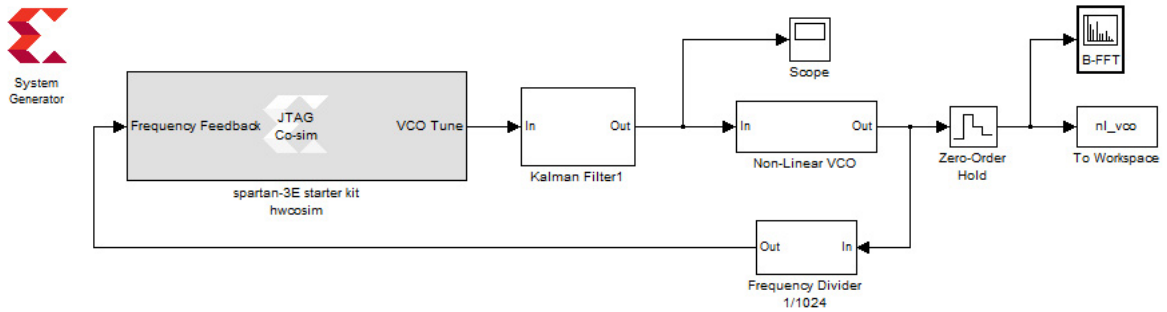 System
Generator
Frequency Feedback
JTAG
Co-sim
VCO Tune
spartan-3E starter kit
hwcosim
In
Out
Kalman Filter1
Scope
In
Out
Non-Linear VCO
Zero-Order
Hold
B-FFT
nl_vco
To Workspace
Out
In
Frequency Divider
1/1024